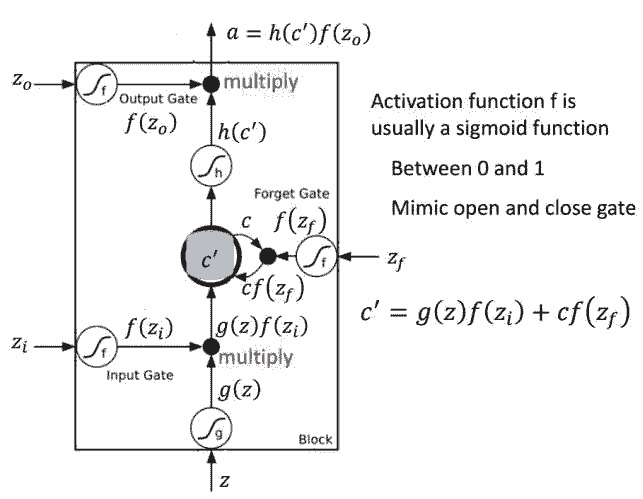 a = h(c′)f(z_o)
z_o
f
multiply
Output Gate
f(z_o)
h(c′)
h
Activation function f is
usually a sigmoid function
Between 0 and 1
Mimic open and close gate
Forget Gate
c
f(z_f)
c′
f
z_f
cf(z_f)
c′ = g(z)f(z_i) + cf(z_f)
z_i
f
f(z_i)
g(z)f(z_i)
multiply
Input Gate
g(z)
g
Block
z